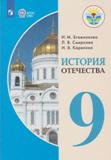 И. М. Бгажнокова
Л. В. Смирнова
И. В. Карелина
ИСТОРИЯ
ОТЕЧЕСТВА
9